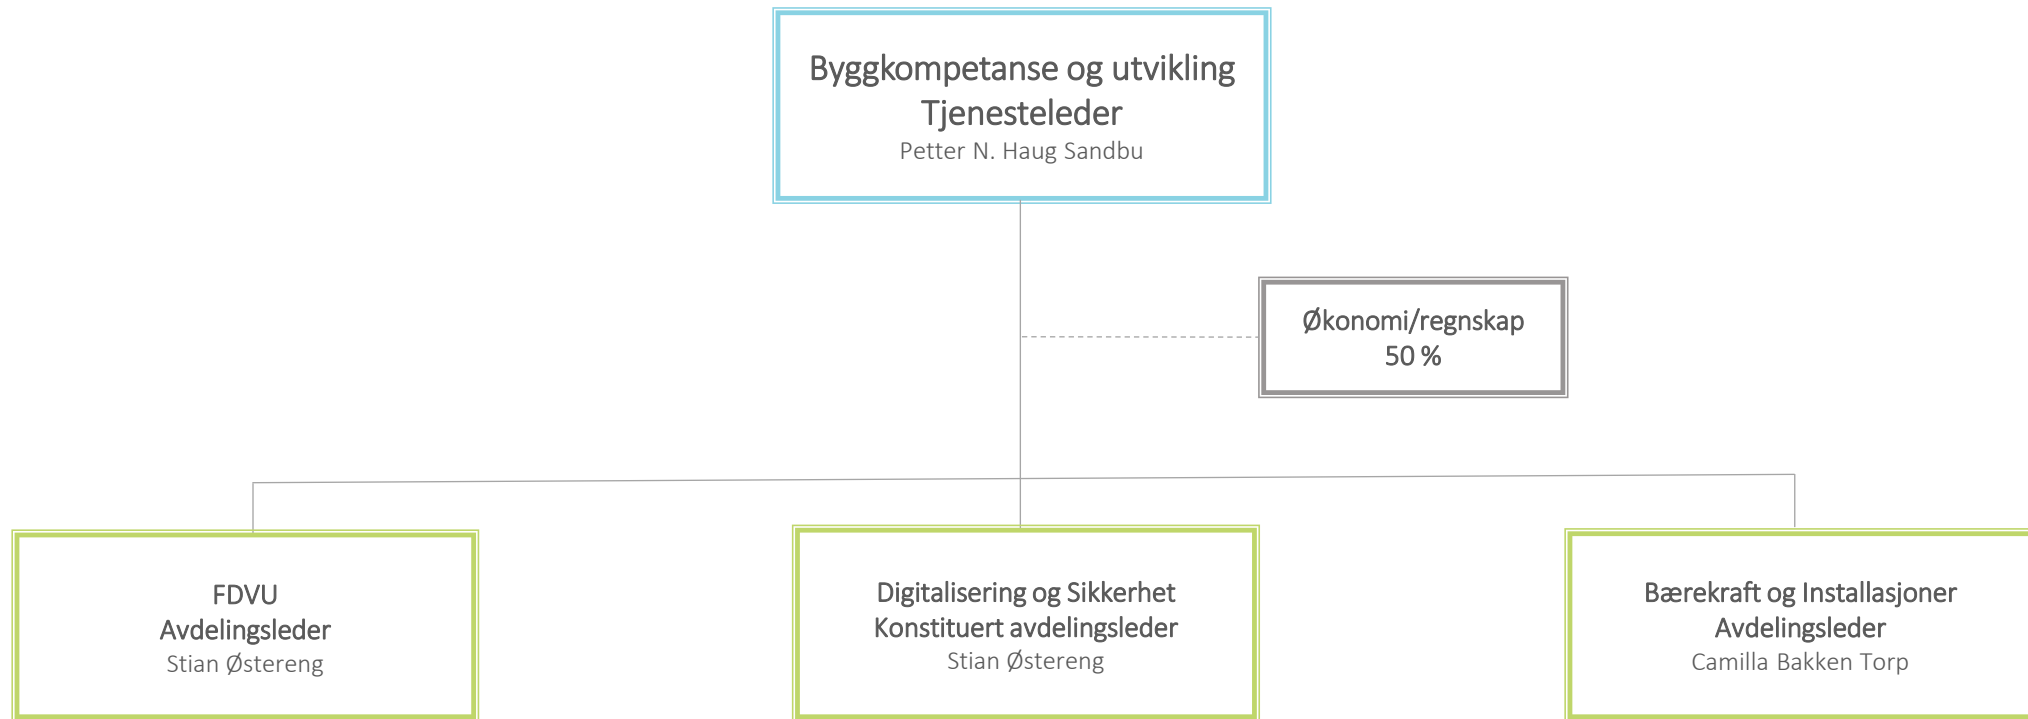 Byggkompetanse og utvikling
Tjenesteleder
Petter N. Haug Sandbu
Økonomi/regnskap
50 %
FDVU
Avdelingsleder
Stian Østereng
Digitalisering og Sikkerhet
Konstituert avdelingsleder
Stian Østereng
Bærekraft og Installasjoner
Avdelingsleder
Camilla Bakken Torp